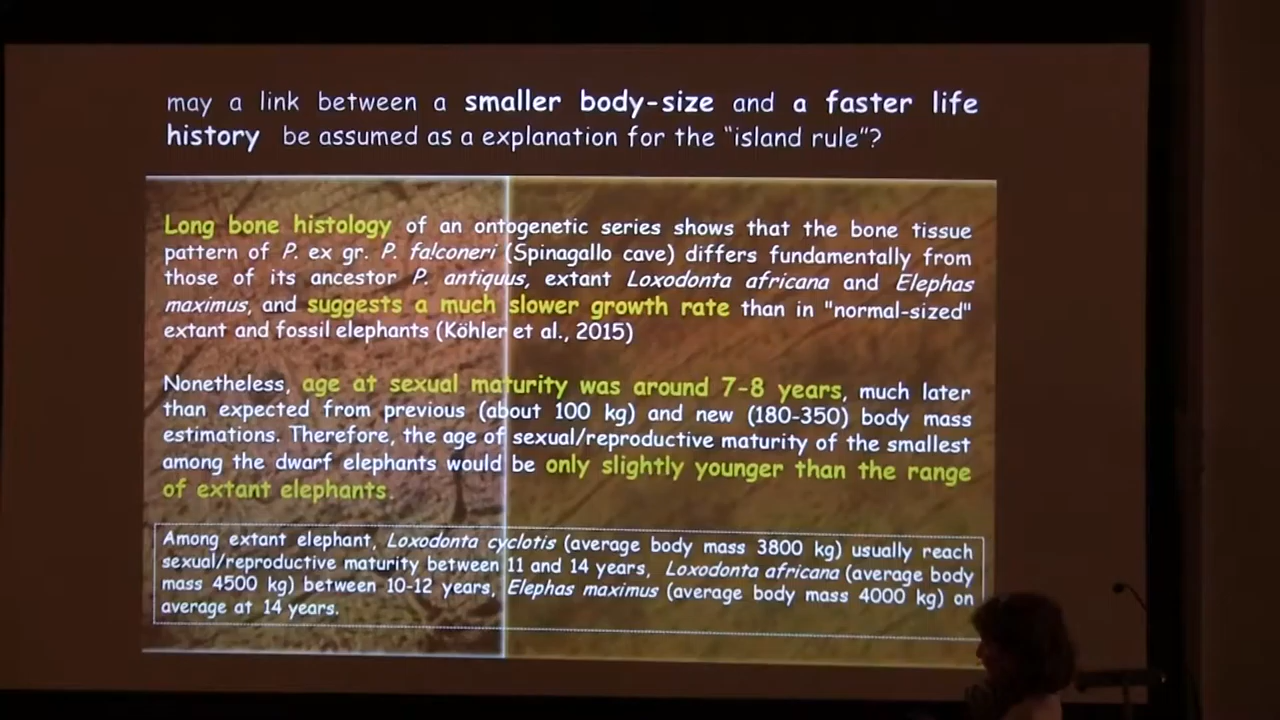 may a link between a smaller body-size and a faster life
history be assumed as a explanation for the "island rule"?
Long bone histology of an ontogenetic series shows that the bone tissue
pattern of P. ex gr. P. falconeri (Spinagallo cave) differs fundamentally from
those of its ancestor P. antiquus, extant Loxodonta africana and Elephas
maximus, and suggests a much slower growth rate than in "normal-sized"
extant and fossil elephants (Köhler et al., 2015)
Nonetheless, age at sexual maturity was around 7-8 years, much later
than expected from previous (about 100 kg) and new (180-350) body mass
estimations. Therefore, the age of sexual/reproductive maturity of the smallest
among the dwarf elephants would be only slightly younger than the range
of extant elephants.
Among extant elephant, Loxodonta cyclotis (average body mass 3800 kg) usually reach
sexual/reproductive maturity between 11 and 14 years, Loxodonta africana (average body
mass 4500 kg) between 10-12 years, Elephas maximus (average body mass 4000 kg) on
average at 14 years.